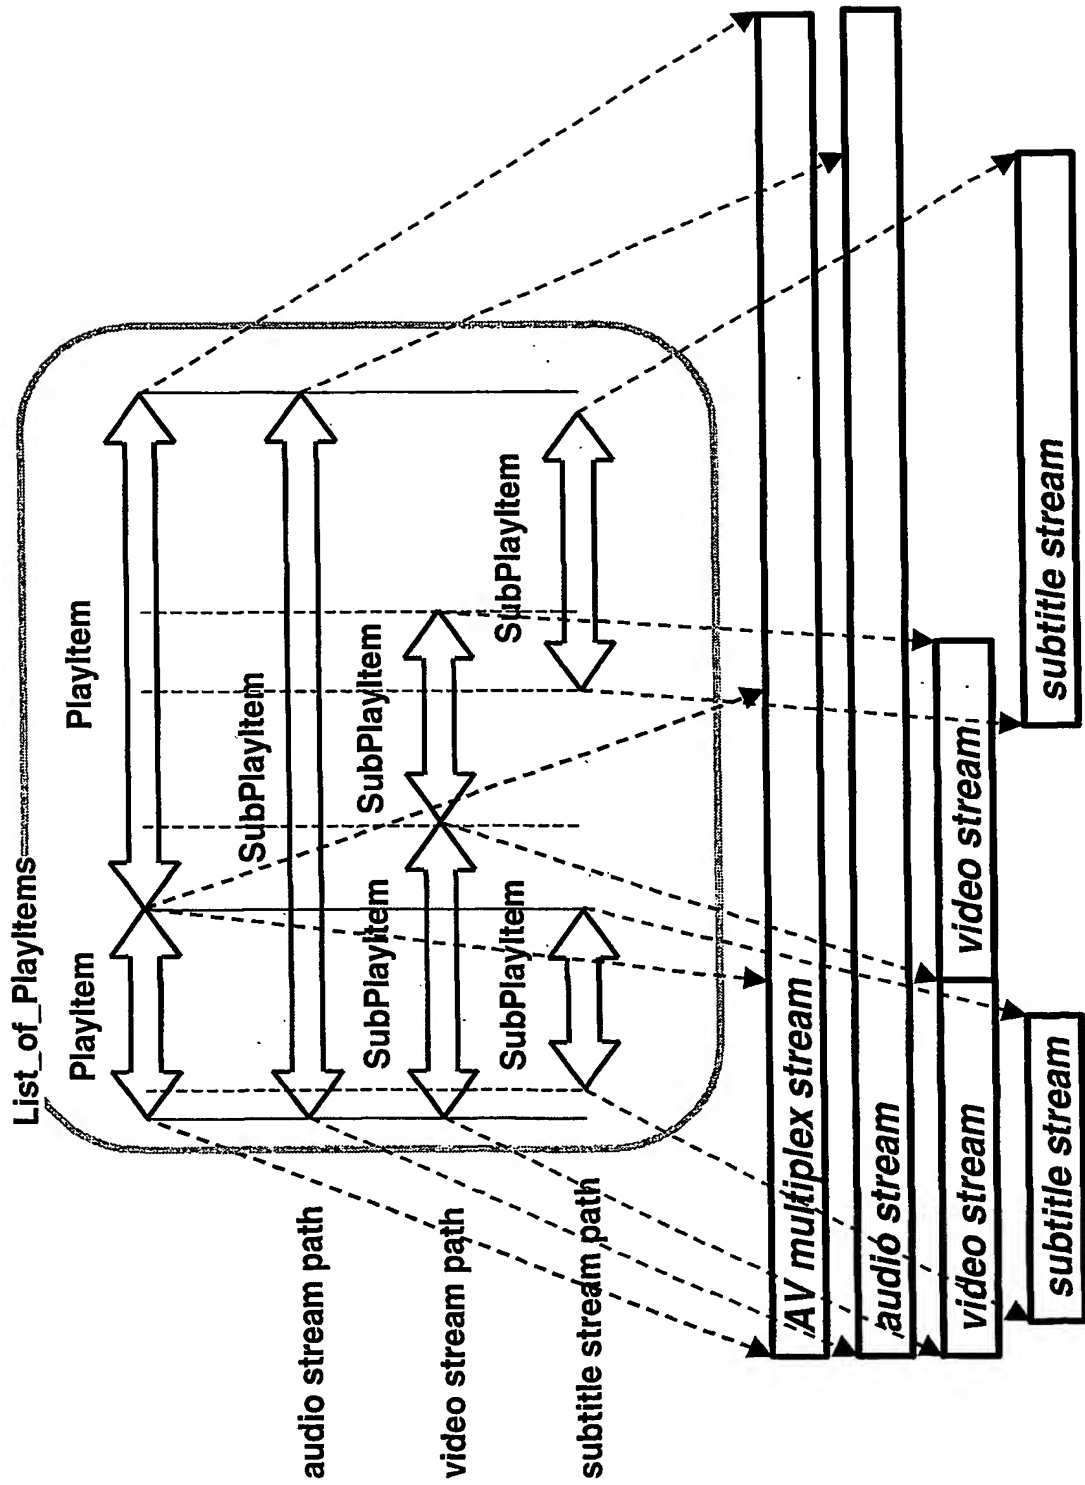 List_of_PlayItems
PlayItem
PlayItem
SubPlayItem
audio stream path
SubPlayItem
SubPlayItem
video stream path
SubPlayItem
SubPlayItem
subtitle stream path
AV multiplex stream
audio stream
video stream
video stream
subtitle stream
subtitle stream